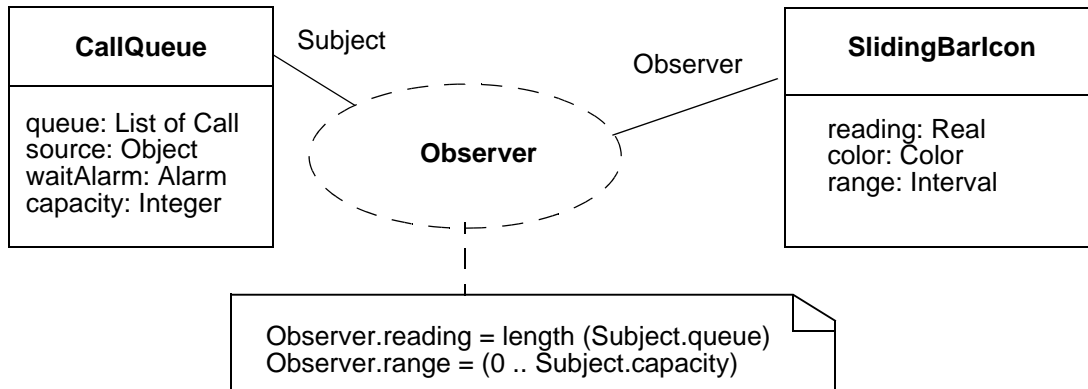 CallQueue
queue: List of Call
source: Object
waitAlarm: Alarm
capacity: Integer
Subject
Observer
Observer
SlidingBarIcon
reading: Real
color: Color
range: Interval
Observer.reading = length (Subject.queue)
Observer.range = (0 .. Subject.capacity)